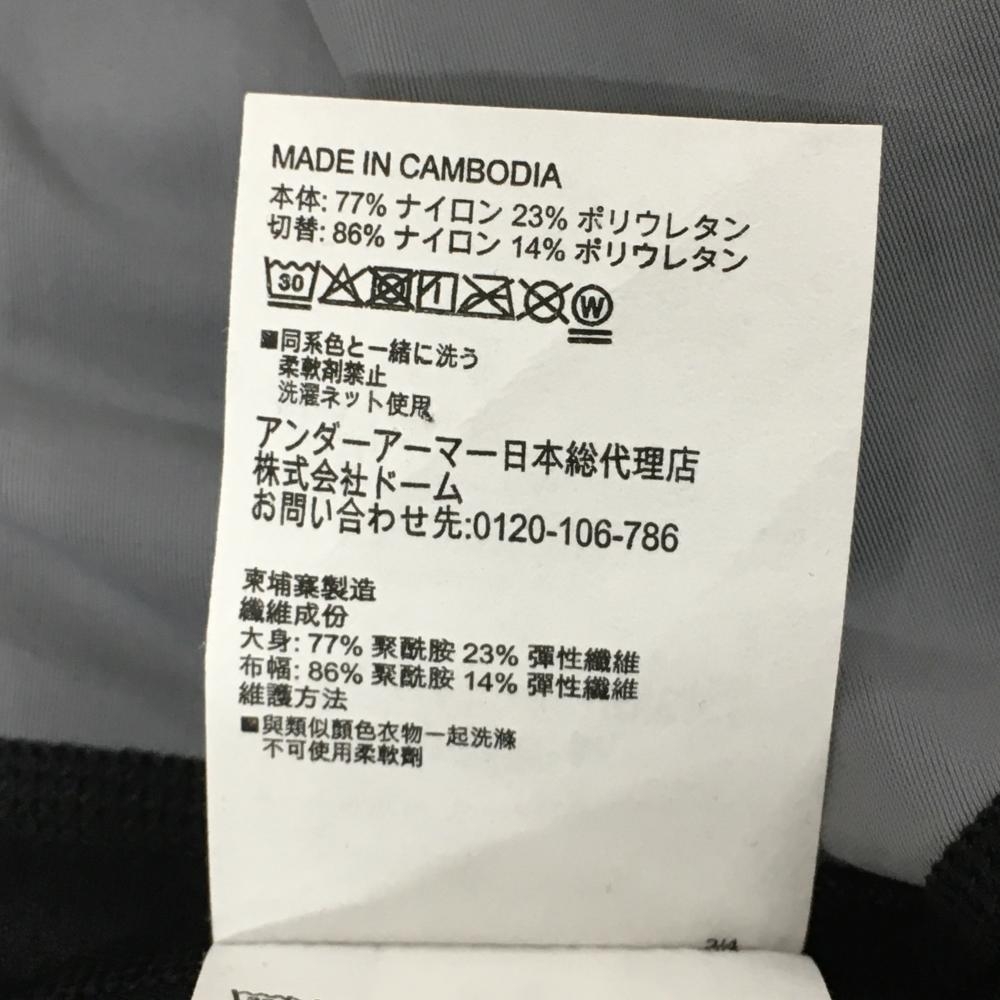 MADE IN CAMBODIA
本体: 77% ナイロン 23% ポリウレタン
切替: 86% ナイロン 14% ポリウレタン
30 W
■同系色と一緒に洗う
柔軟剤禁止
洗濯ネット使用
アンダーアーマー日本総代理店
株式会社ドーム
お問い合わせ先:0120-106-786
柬埔寨製造
纖維成份
大身: 77% 聚酰胺 23% 彈性纖維
布幅: 86% 聚酰胺 14% 彈性纖維
維護方法
■與類似顏色衣物一起洗滌
不可使用柔軟劑